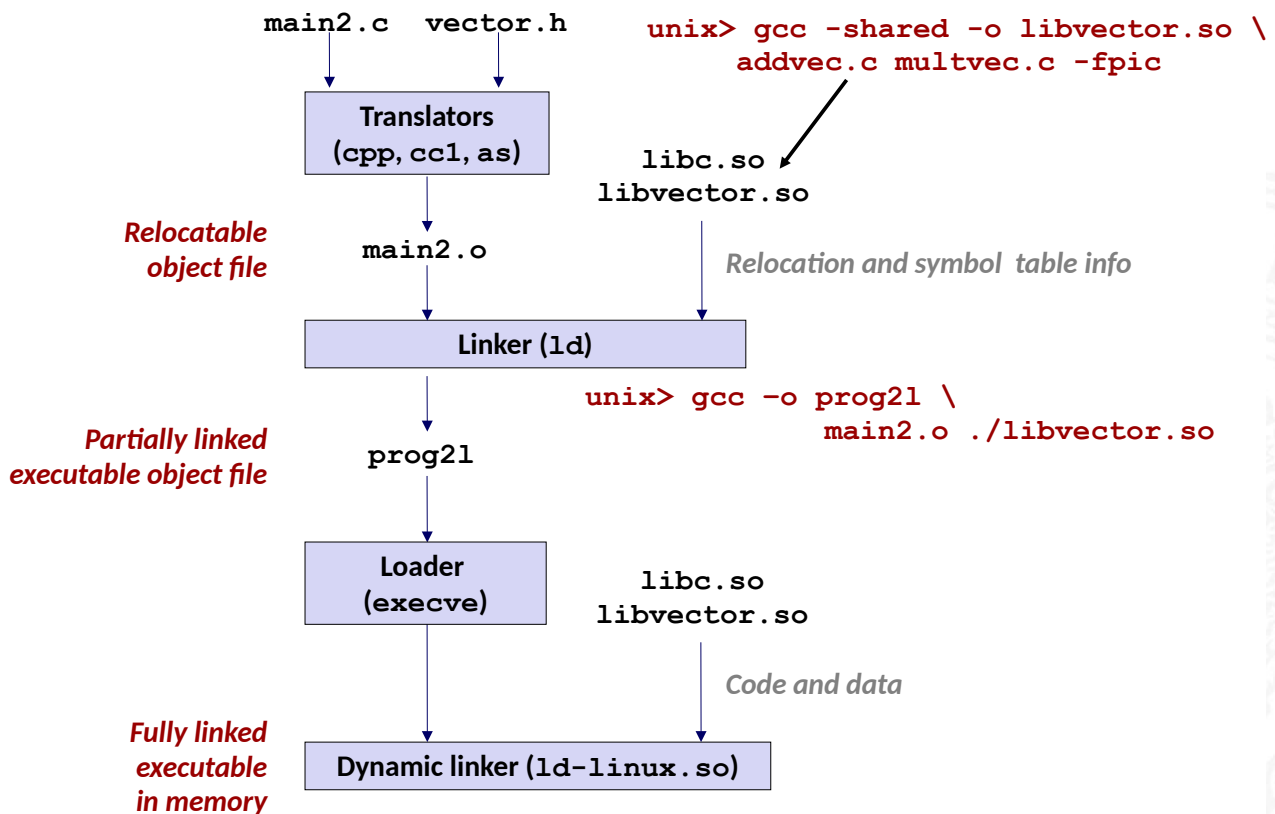 main2.c vector.h
unix> gcc -shared -o libvector.so \
addvec.c multvec.c -fpic
Translators
(cpp, cc1, as)
libc.so
libvector.so
Relocatable
object file
main2.o
Relocation and symbol table info
Linker (ld)
unix> gcc –o prog2l \
main2.o ./libvector.so
Partially linked
executable object file
prog2l
Loader
(execve)
libc.so
libvector.so
Code and data
Fully linked
executable
in memory
Dynamic linker (ld-linux.so)